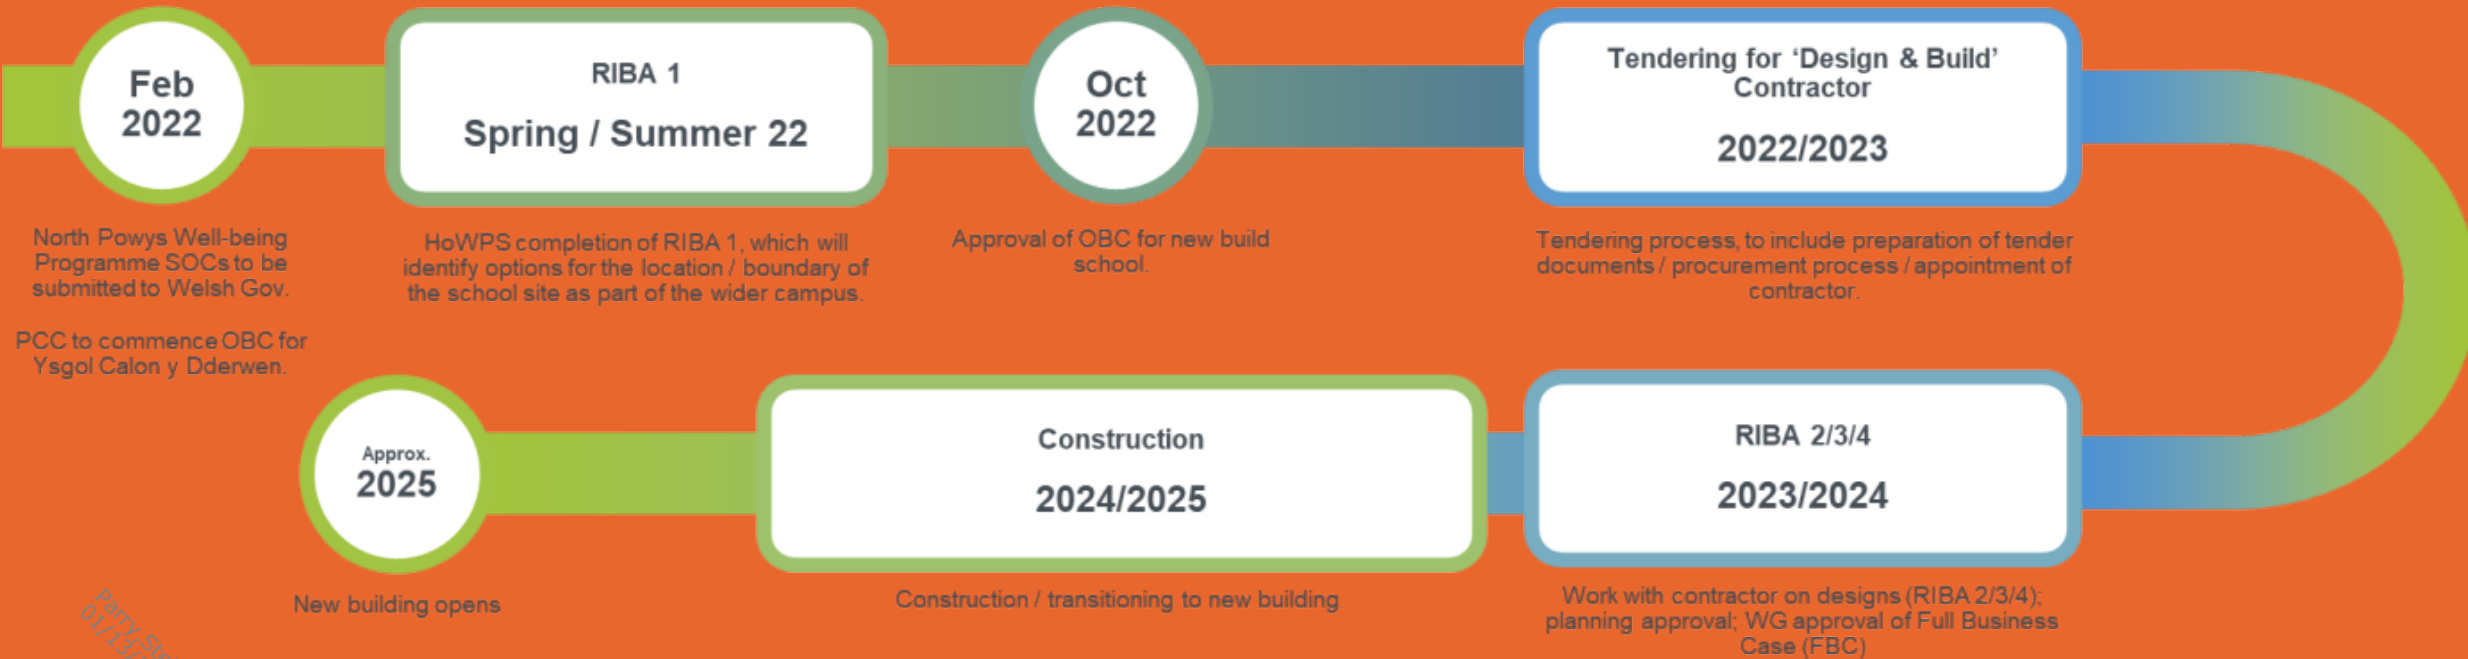 Feb
2022
North Powys Well-being
Programme SOCs to be
submitted to Welsh Gov.
PCC to commence OBC for
Ysgol Calon y Dderwen.
RIBA 1
Spring / Summer 22
HoWPS completion of RIBA 1, which will
identify options for the location / boundary of
the school site as part of the wider campus.
Oct
2022
Approval of OBC for new build
school.
Tendering for ‘Design & Build’
Contractor
2022/2023
Tendering process, to include preparation of tender
documents / procurement process / appointment of
contractor.
RIBA 2/3/4
2023/2024
Work with contractor on designs (RIBA 2/3/4);
planning approval; WG approval of Full Business
Case (FBC)
Construction
2024/2025
Construction / transitioning to new building
Approx.
2025
New building opens
Parry
01/13/